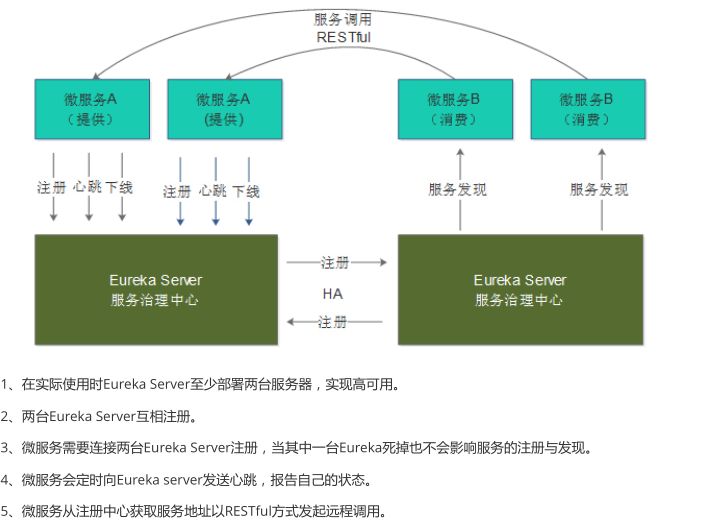 服务调用
RESTful
微服务A
（提供）
微服务A
(提供)
微服务B
（消费）
微服务B
（消费）
注册 心跳 下线
注册 心跳 下线
服务发现
服务发现
Eureka Server
服务治理中心
注册
HA
注册
Eureka Server
服务治理中心
1、在实际使用时Eureka Server至少部署两台服务器，实现高可用。
2、两台Eureka Server互相注册。
3、微服务需要连接两台Eureka Server注册，当其中一台Eureka死掉也不会影响服务的注册与发现。
4、微服务会定时向Eureka server发送心跳，报告自己的状态。
5、微服务从注册中心获取服务地址以RESTful方式发起远程调用。